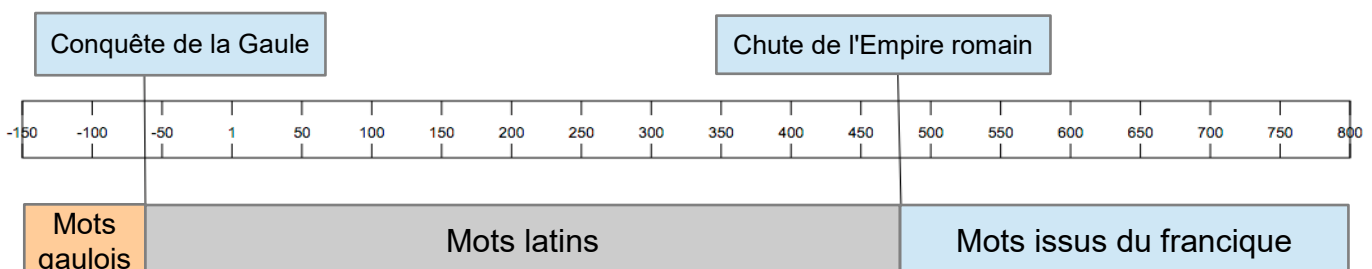 Conquête de la Gaule
Chute de l'Empire romain
-150 -100 -50 1 50 100 150 200 250 300 350 400 450 500 550 600 650 700 750 800
Mots
gaulois
Mots latins
Mots issus du francique